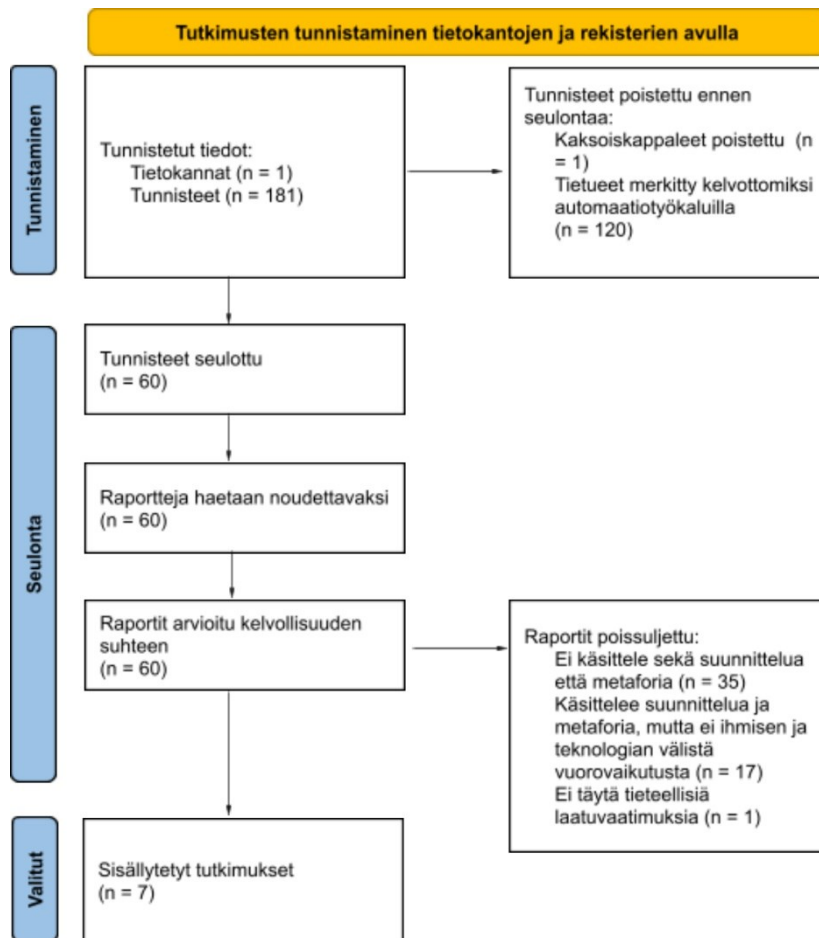 Tutkimusten tunnistaminen tietokantojen ja rekisterien avulla
Tunnistaminen
Tunnistetut tiedot:
Tietokannat (n = 1)
Tunnisteet (n = 181)
Tunnisteet poistettu ennen
seulontaa:
Kaksoiskappaleet poistettu  (n
= 1)
Tietueet merkitty kelvottomiksi
automaatiotyökaluilla
(n = 120)
Seulonta
Tunnisteet seulottu
(n = 60)
Raportteja haetaan noudettavaksi
(n = 60)
Raportit arvioitu kelvollisuuden
suhteen
(n = 60)
Raportit poissuljettu:
Ei käsittele sekä suunnittelua
että metaforia (n = 35)
Käsittelee suunnittelua ja
metaforia, mutta ei ihmisen ja
teknologian välistä
vuorovaikutusta (n = 17)
Ei täytä tieteellisiä
laatuvaatimuksia (n = 1)
Valitut
Sisällytetyt tutkimukset
(n = 7)